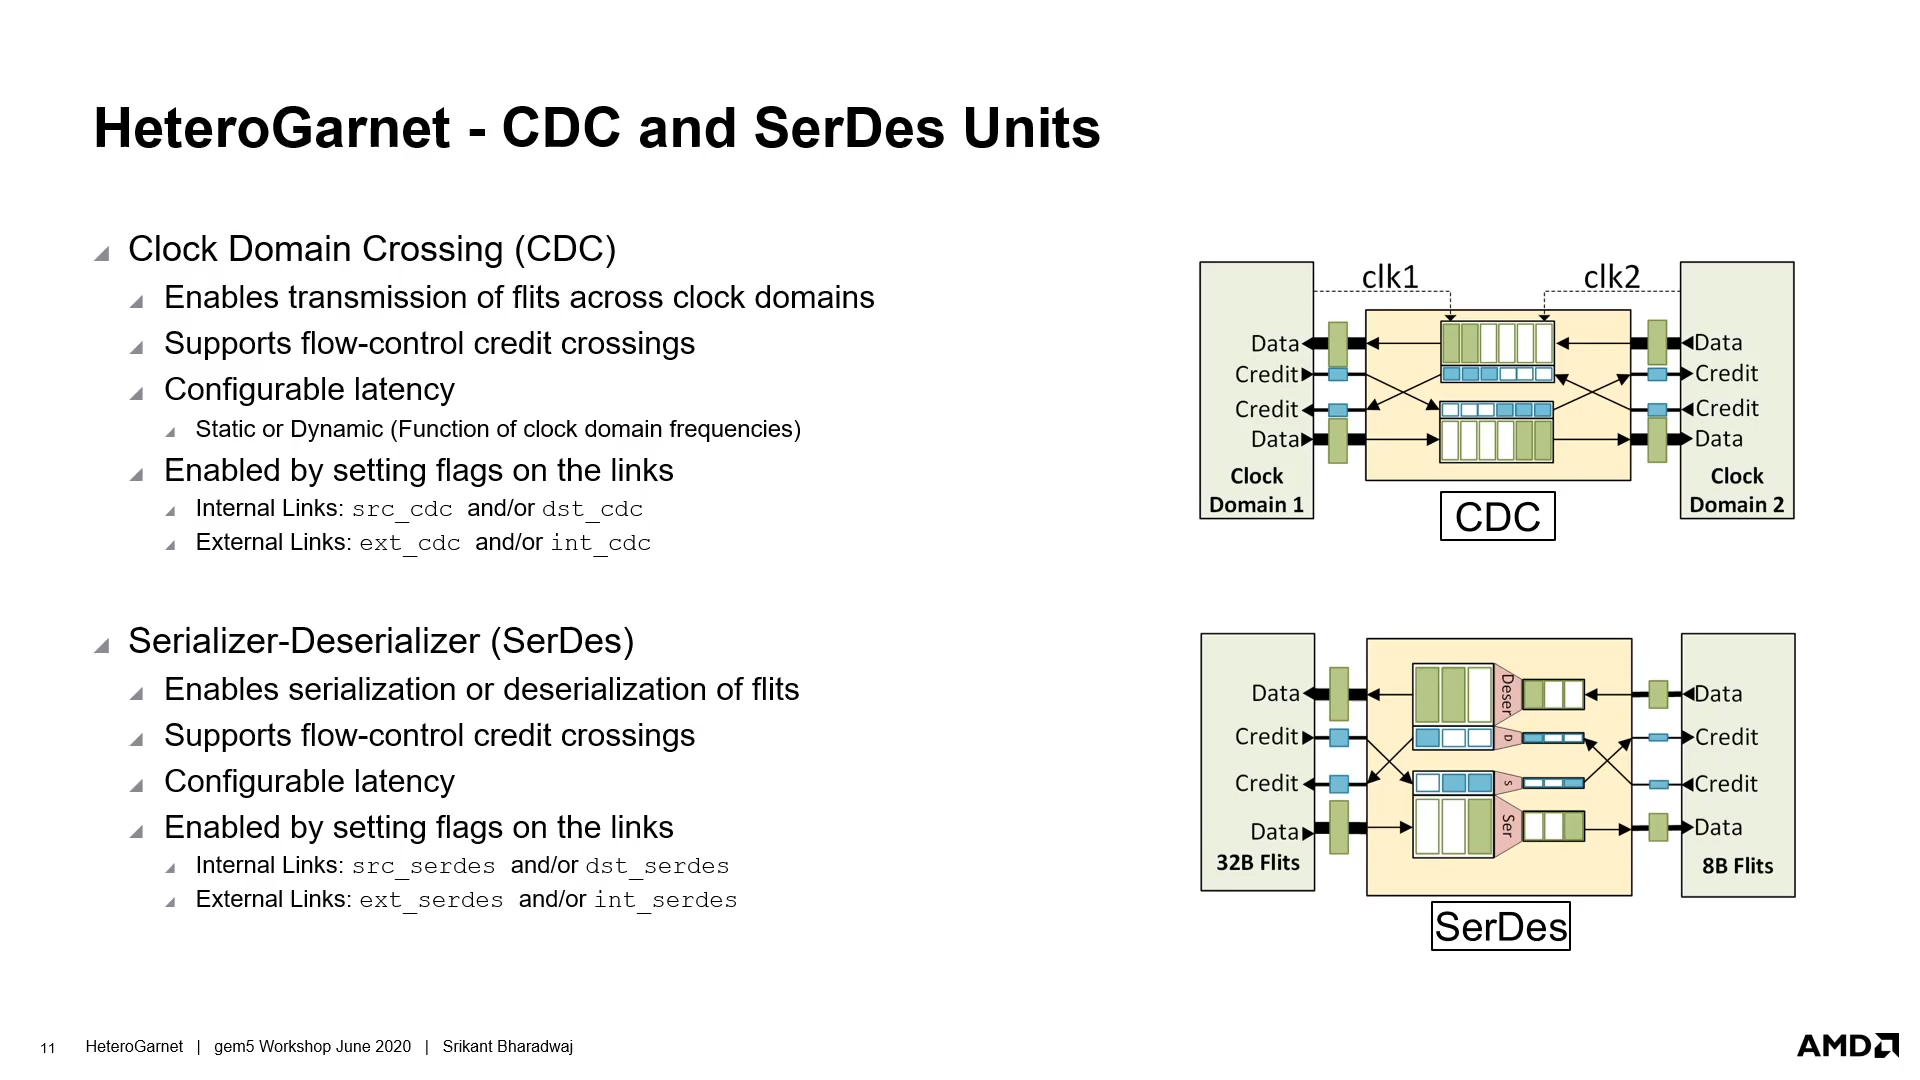 HeteroGarnet - CDC and SerDes Units
Clock Domain Crossing (CDC)
Enables transmission of flits across clock domains
Supports flow-control credit crossings
Configurable latency
Static or Dynamic (Function of clock domain frequencies)
Enabled by setting flags on the links
Internal Links: src_cdc and/or dst_cdc
External Links: ext_cdc and/or int_cdc
Serializer-Deserializer (SerDes)
Enables serialization or deserialization of flits
Supports flow-control credit crossings
Configurable latency
Enabled by setting flags on the links
Internal Links: src_serdes and/or dst_serdes
External Links: ext_serdes and/or int_serdes
clk1 clk2
Data Data
Credit Credit
Credit Credit
Data Data
Clock Clock
Domain 1 Domain 2
CDC
Data Deser Data
Credit D Credit
Credit S Credit
Data Ser Data
32B Flits 8B Flits
SerDes
11 HeteroGarnet | gem5 Workshop June 2020 | Srikant Bharadwaj
AMD